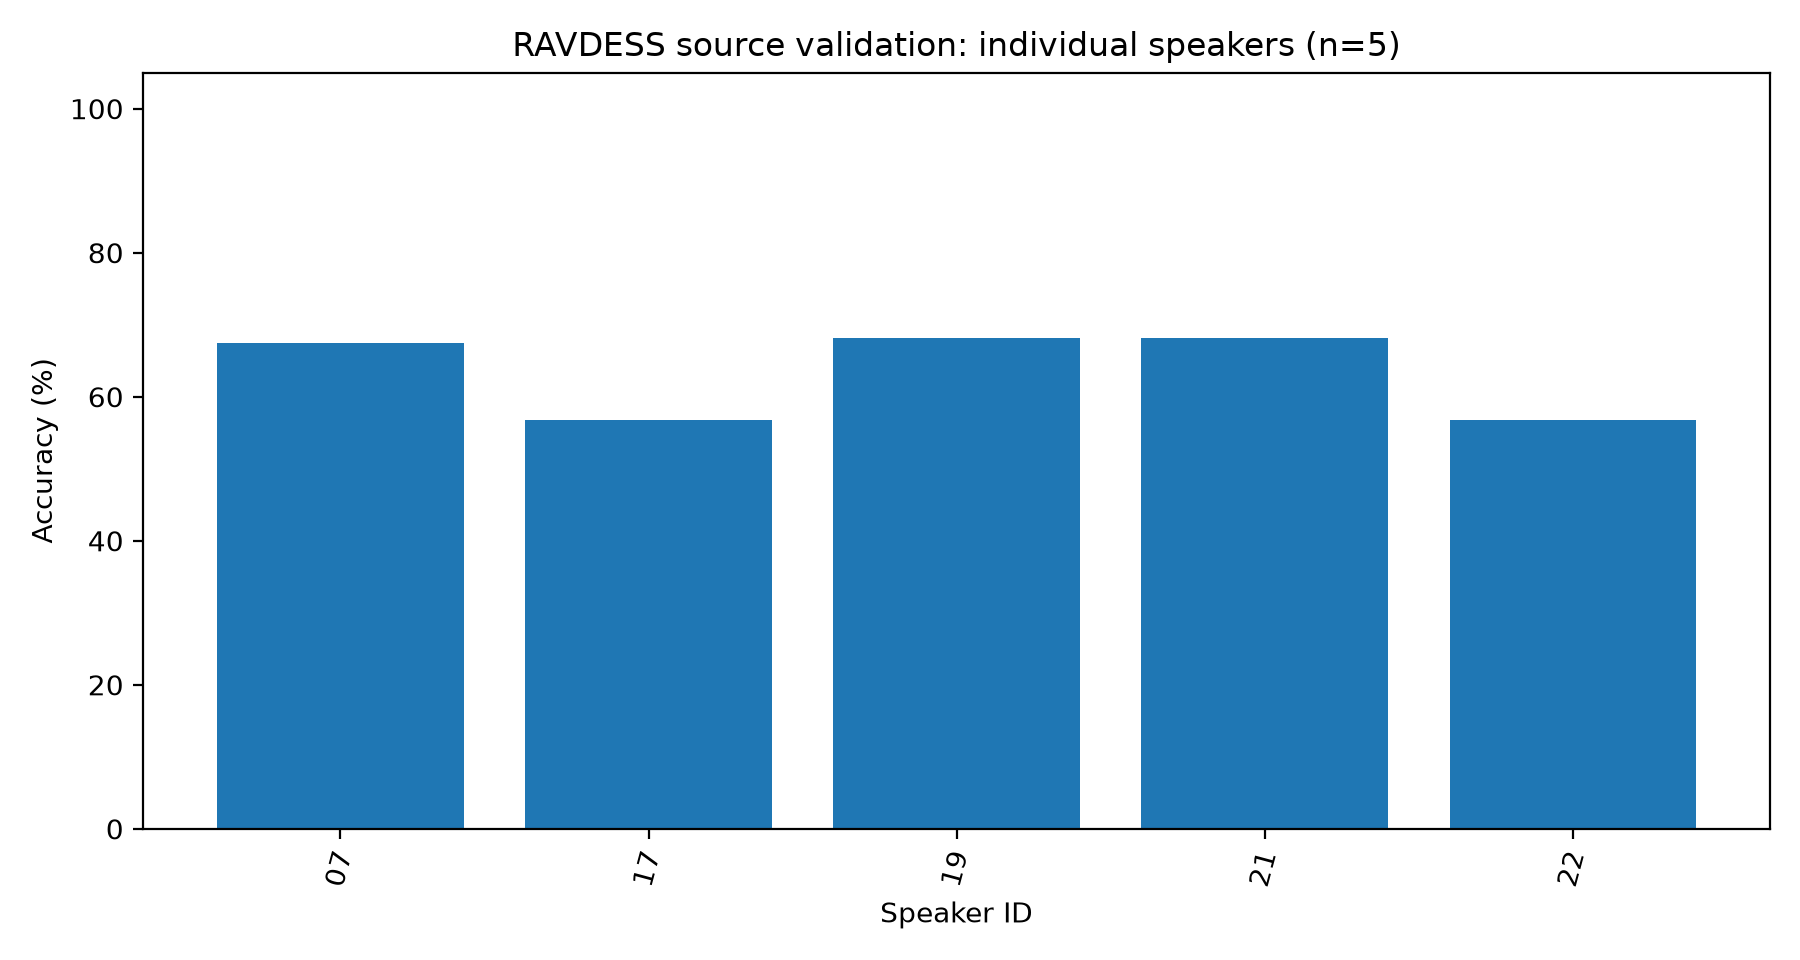 RAVDESS source validation: individual speakers (n=5)
100
80
60
40
20
0
Accuracy (%)
07 17 19 21 22
Speaker ID